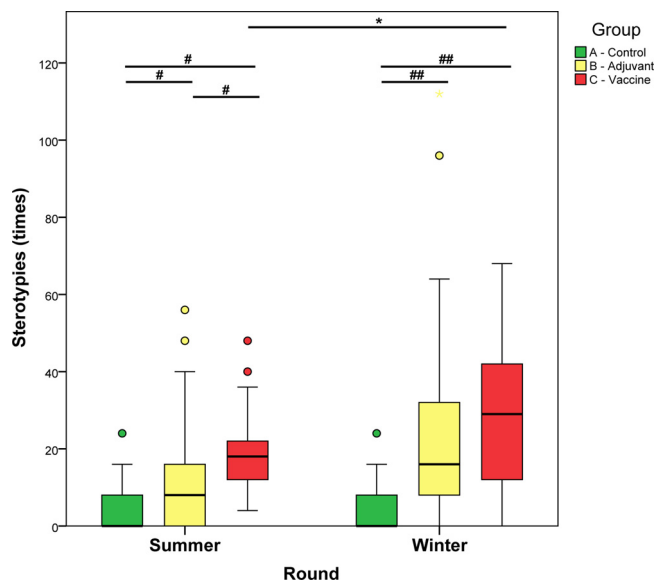 *
Group
A - Control
B - Adjuvant
C - Vaccine
# ##
# ##
#
120
100
80
60
40
20
0
Sterotypies (times)
Summer Winter
Round